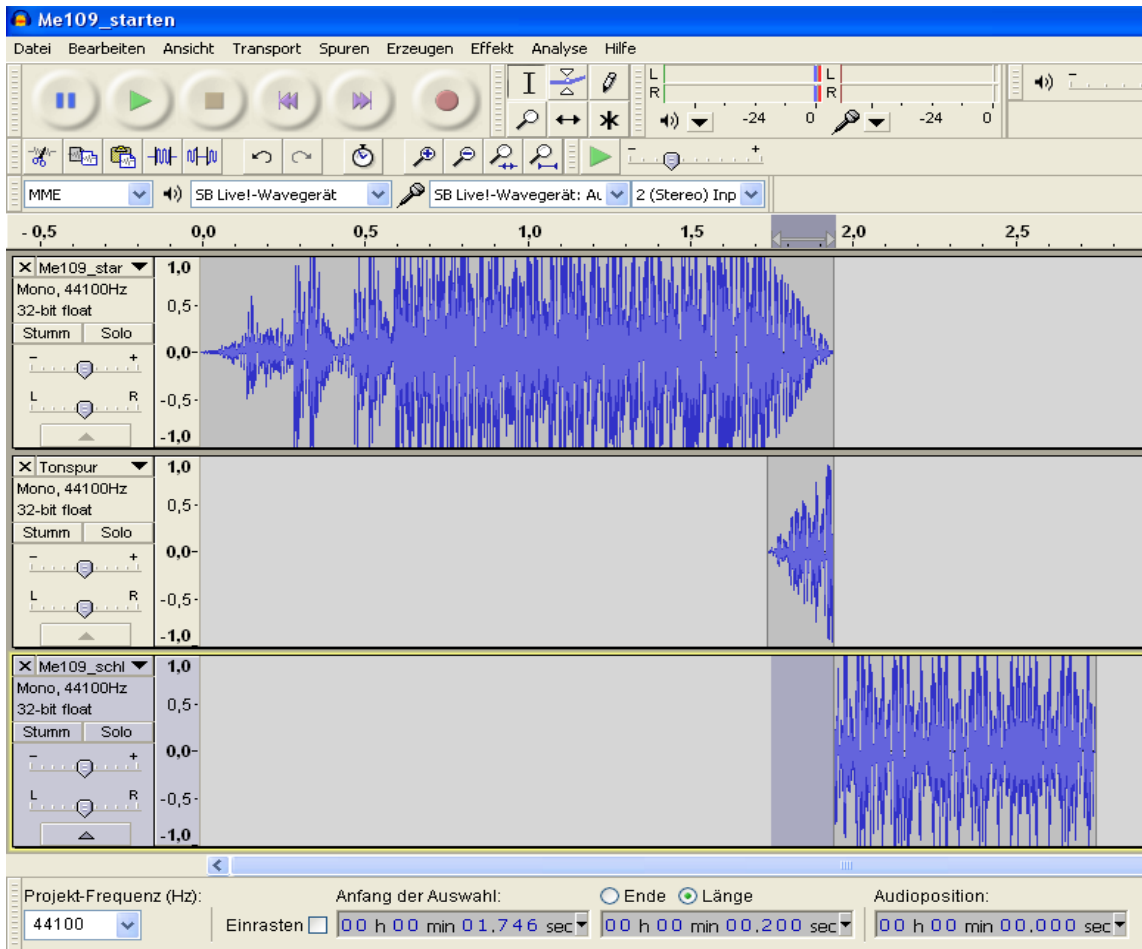 Me109_starten
Datei Bearbeiten Ansicht Transport Spuren Erzeugen Effekt Analyse Hilfe
L
R
-24 0
L
R
-24 0
MME SB Live!-Wavegerät SB Live!-Wavegerät: Au 2 (Stereo) Inp
- 0,5 0,0 0,5 1,0 1,5 2,0 2,5
Me109_star
Mono, 44100Hz
32-bit float
Stumm Solo
- +
L R
1,0
0,5-
0,0-
-0,5-
-1,0
Tonspur
Mono, 44100Hz
32-bit float
Stumm Solo
- +
L R
1,0
0,5-
0,0-
-0,5-
-1,0
Me109_schl
Mono, 44100Hz
32-bit float
Stumm Solo
- +
L R
1,0
0,5-
0,0-
-0,5-
-1,0
Projekt-Frequenz (Hz): Anfang der Auswahl: Ende Länge Audioposition:
44100 Einrasten 00 h 00 min 01,746 sec 00 h 00 min 00,200 sec 00 h 00 min 00,000 sec